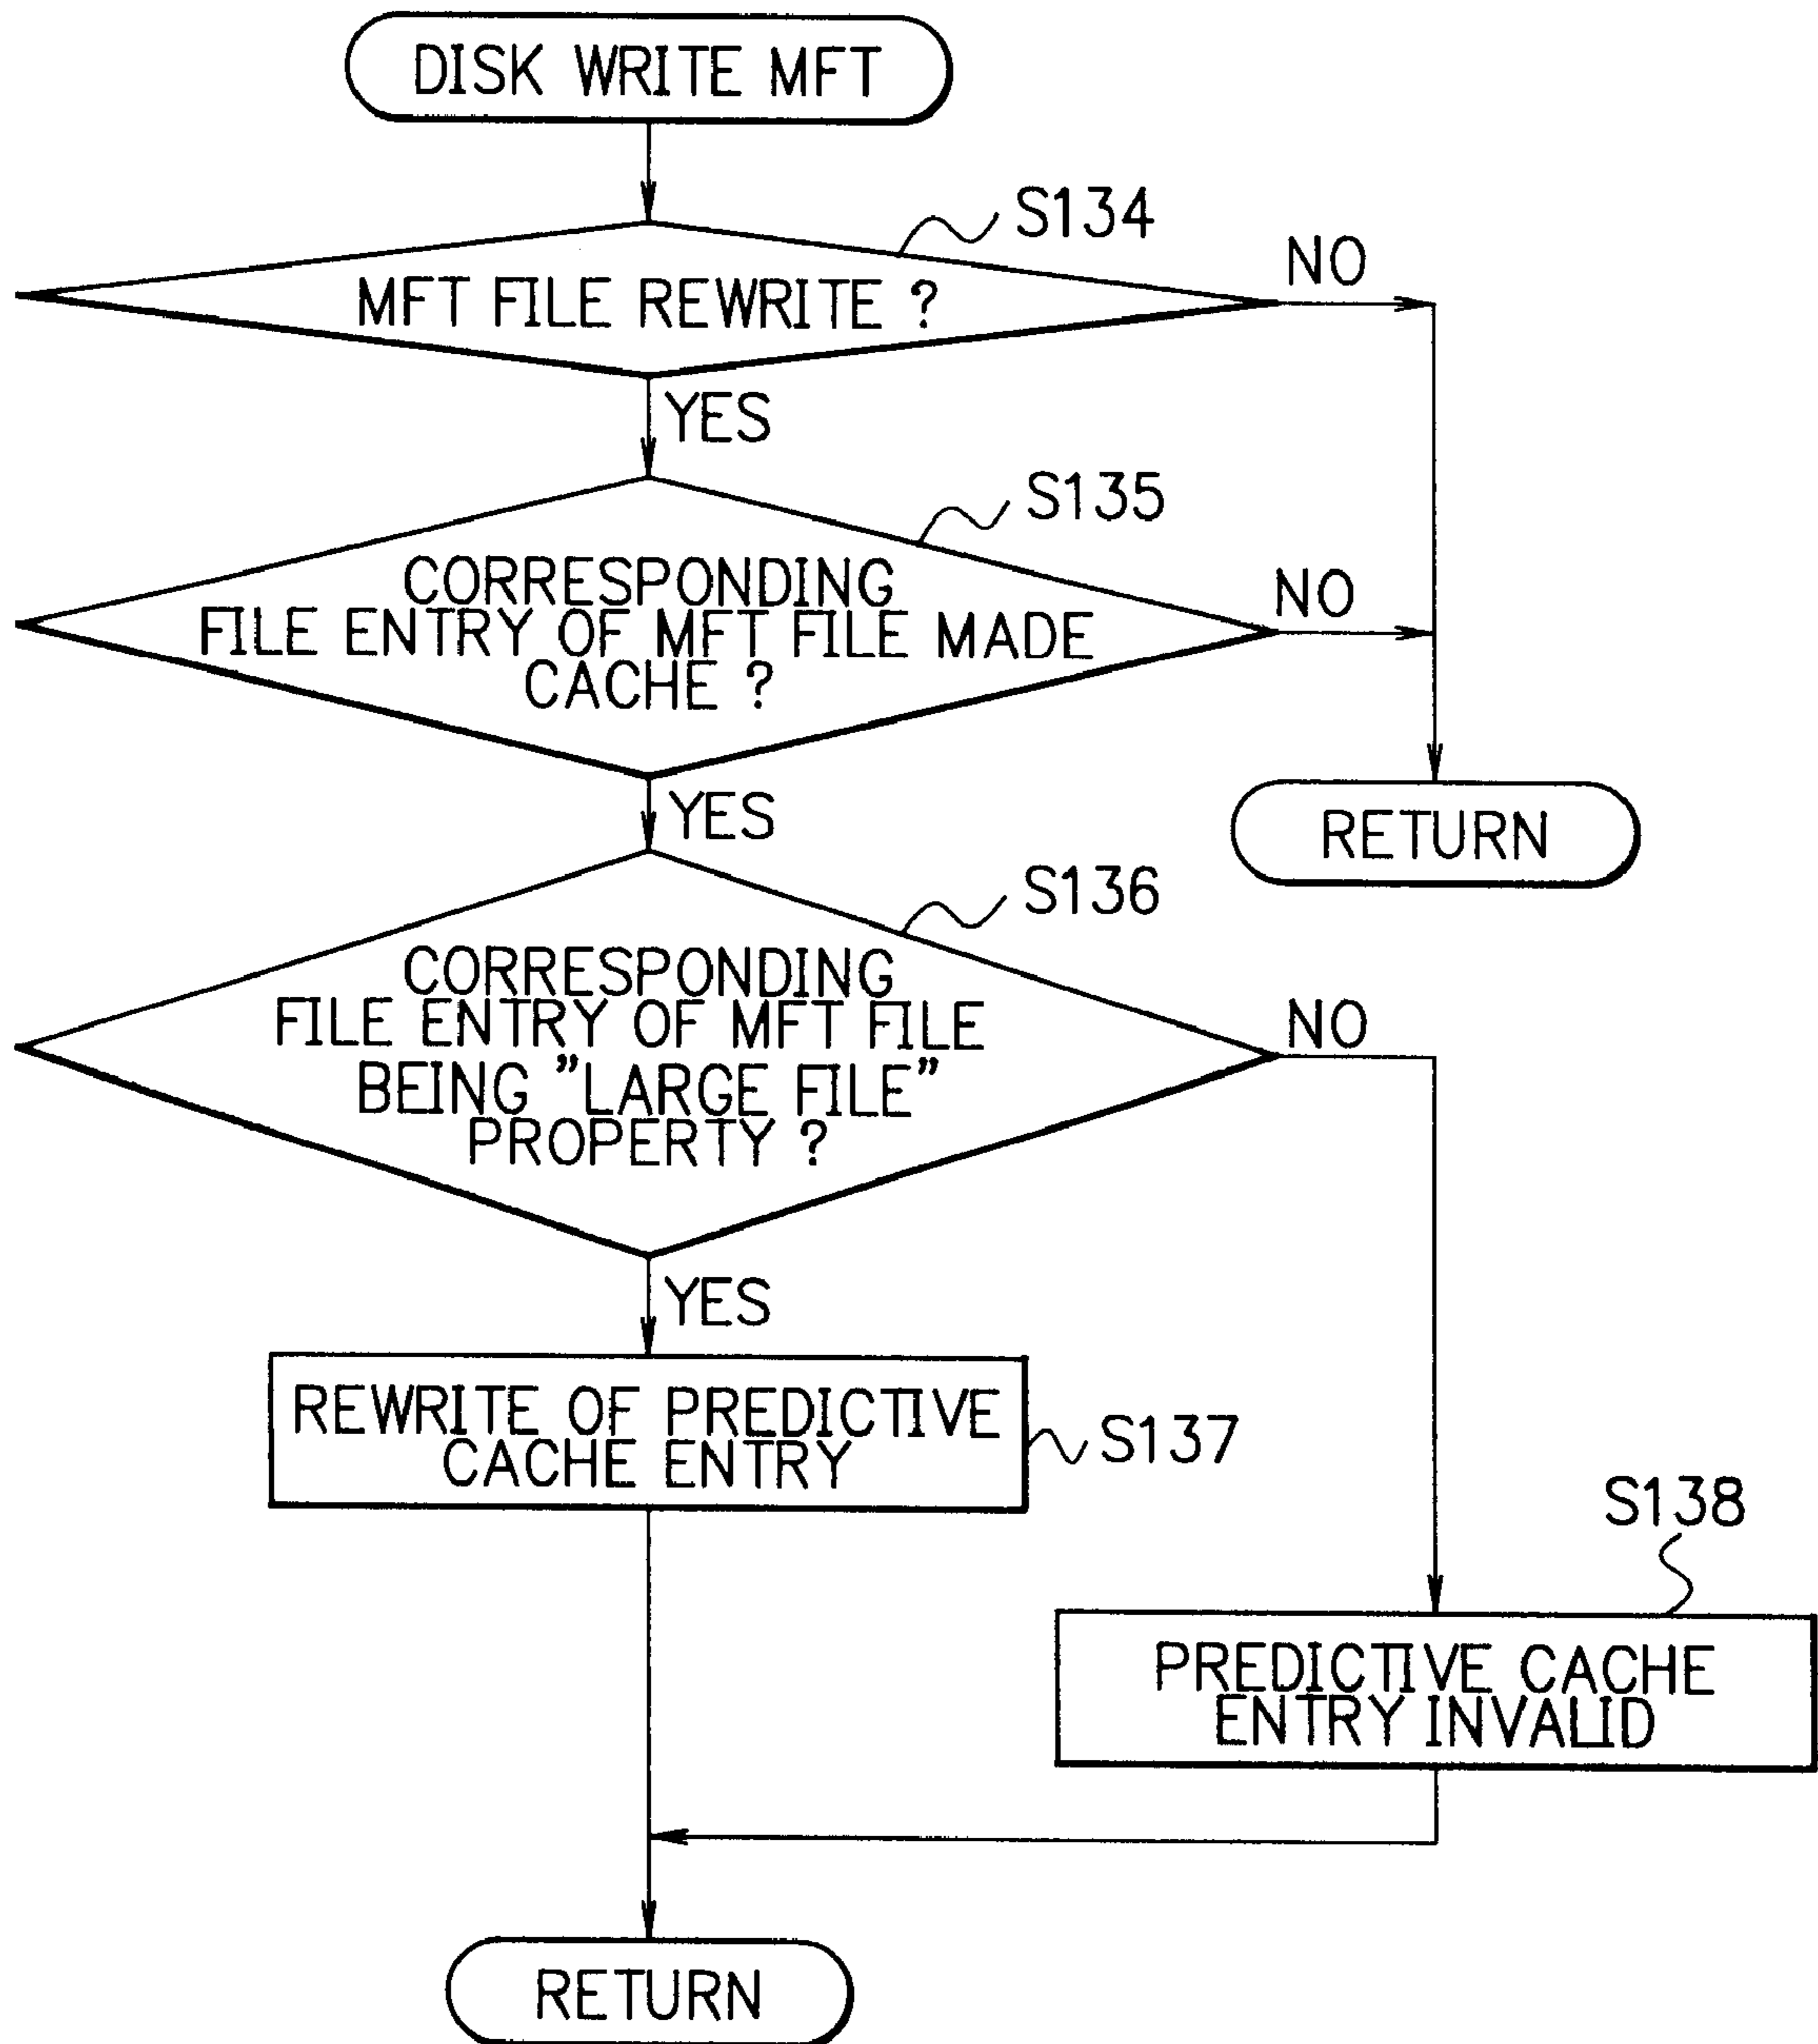 DISK WRITE MFT
S134
MFT FILE REWRITE ?
NO
YES
S135
CORRESPONDING
FILE ENTRY OF MFT FILE MADE
CACHE ?
NO
YES
RETURN
S136
CORRESPONDING
FILE ENTRY OF MFT FILE
BEING "LARGE FILE"
PROPERTY ?
NO
YES
REWRITE OF PREDICTIVE
CACHE ENTRY
S137
S138
PREDICTIVE CACHE
ENTRY INVALID
RETURN